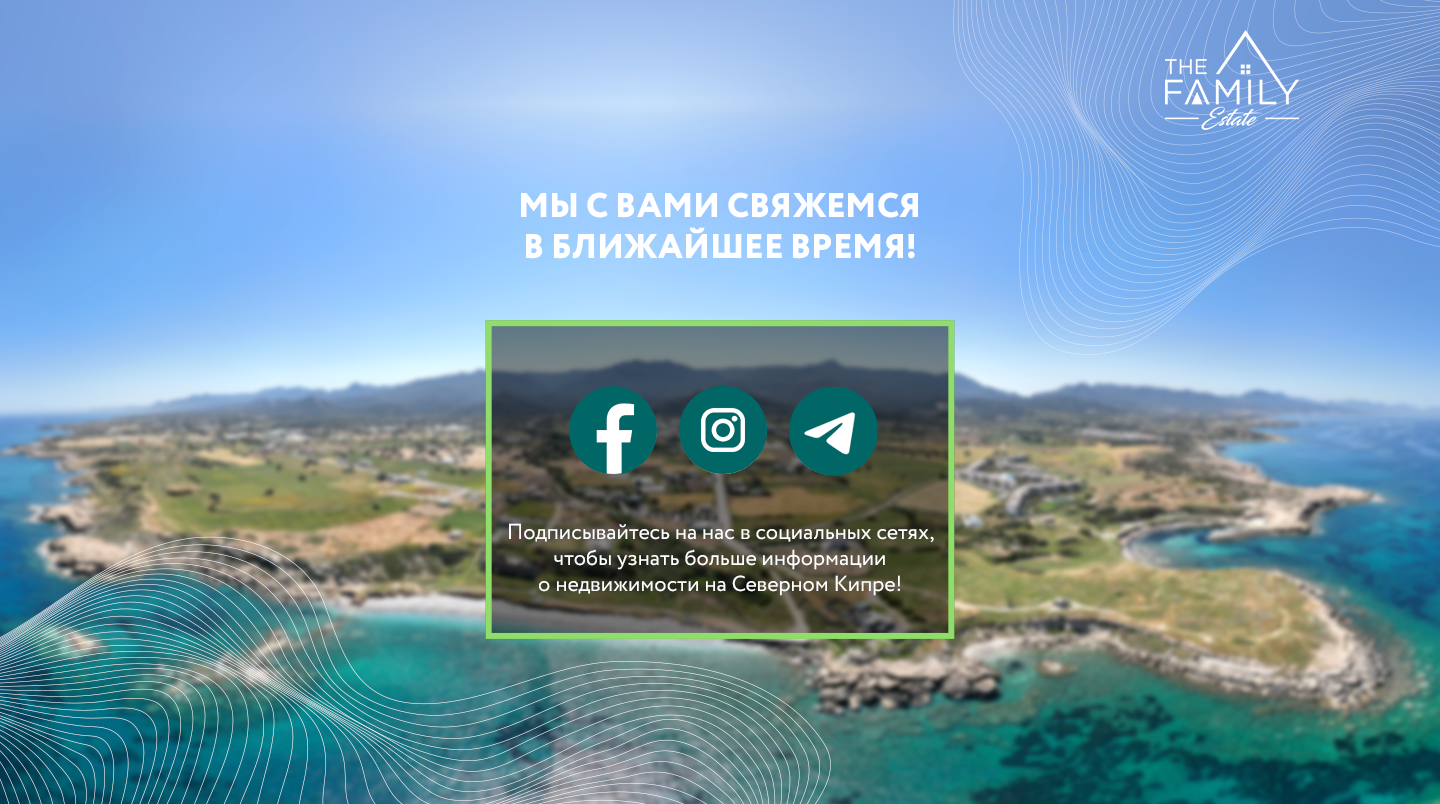 THE
FAMILY
Estate
МЫ С ВАМИ СВЯЖЕМСЯ
В БЛИЖАЙШЕЕ ВРЕМЯ!
Подписывайтесь на нас в социальных сетях,
чтобы узнать больше информации
о недвижимости на Северном Кипре!